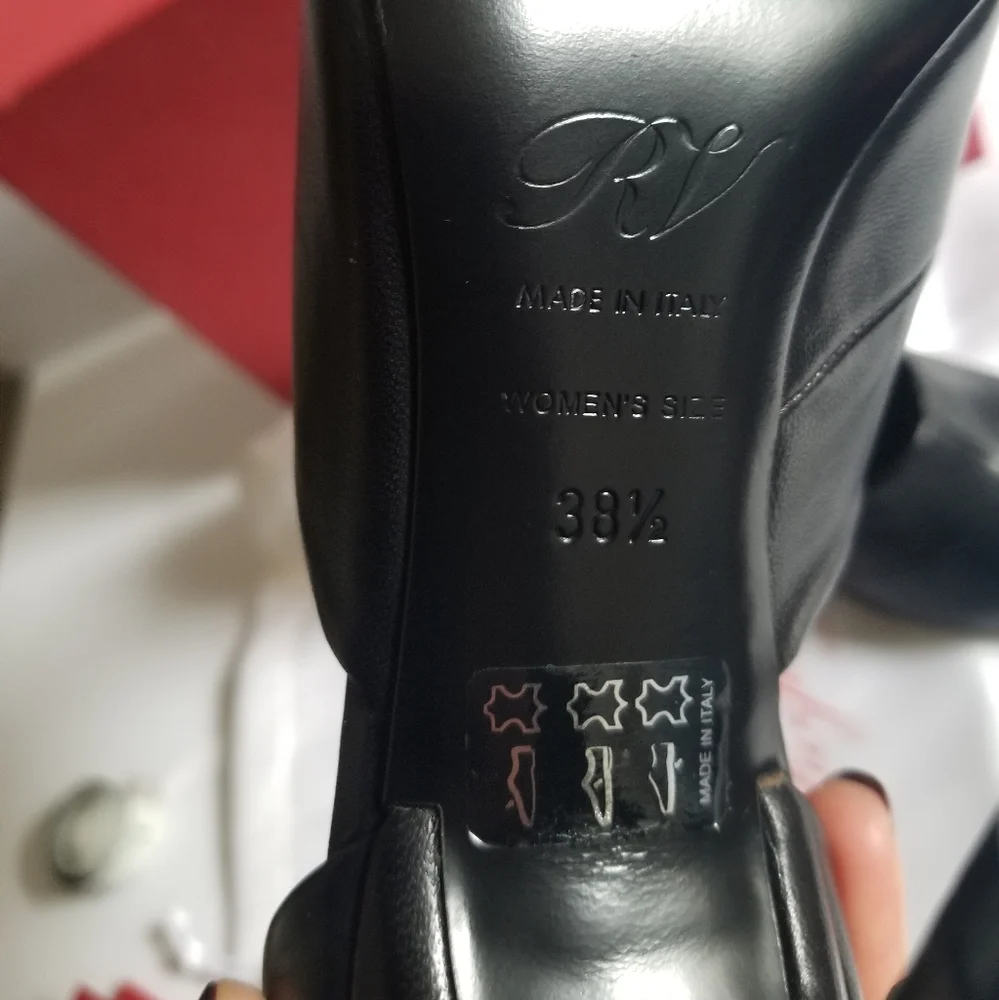 RV
MADE IN ITALY
WOMEN'S SIZE
38½
MADE IN ITALY